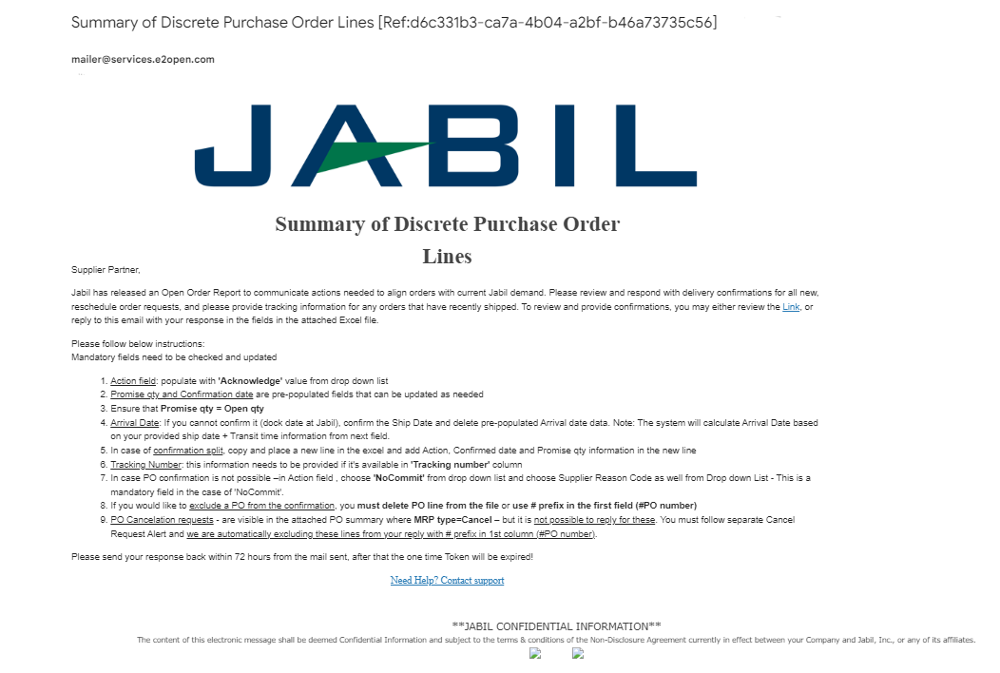 Summary of Discrete Purchase Order Lines [Ref:d6c331b3-ca7a-4b04-a2bf-b46a73735c56]
mailer@services.e2open.com
JABIL
Summary of Discrete Purchase Order
Lines
Supplier Partner,
Jabil has released an Open Order Report to communicate actions needed to align orders with current Jabil demand. Please review and respond with delivery confirmations for all new,
reschedule order requests, and please provide tracking information for any orders that have recently shipped. To review and provide confirmations, you may either review the Link, or
reply to this email with your response in the fields in the attached Excel file.
Please follow below instructions:
Mandatory fields need to be checked and updated
1. Action field: populate with 'Acknowledge' value from drop down list
2. Promise qty and Confirmation date are pre-populated fields that can be updated as needed
3. Ensure that Promise qty = Open qty
4. Arrival Date: If you cannot confirm it (dock date at Jabil), confirm the Ship Date and delete pre-populated Arrival date data. Note: The system will calculate Arrival Date based
on your provided ship date + Transit time information from next field.
5. In case of confirmation split, copy and place a new line in the excel and add Action, Confirmed date and Promise qty information in the new line
6. Tracking Number: this information needs to be provided if it's available in 'Tracking number' column
7. In case PO confirmation is not possible –in Action field , choose 'NoCommit' from drop down list and choose Supplier Reason Code as well from Drop down List - This is a
mandatory field in the case of 'NoCommit'.
8. If you would like to exclude a PO from the confirmation, you must delete PO line from the file or use # prefix in the first field (#PO number)
9. PO Cancelation requests - are visible in the attached PO summary where MRP type=Cancel – but it is not possible to reply for these. You must follow separate Cancel
Request Alert and we are automatically excluding these lines from your reply with # prefix in 1st column (#PO number).
Please send your response back within 72 hours from the mail sent, after that the one time Token will be expired!
Need Help? Contact support
**JABIL CONFIDENTIAL INFORMATION**
The content of this electronic message shall be deemed Confidential Information and subject to the terms & conditions of the Non-Disclosure Agreement currently in effect between your Company and Jabil, Inc., or any of its affiliates.